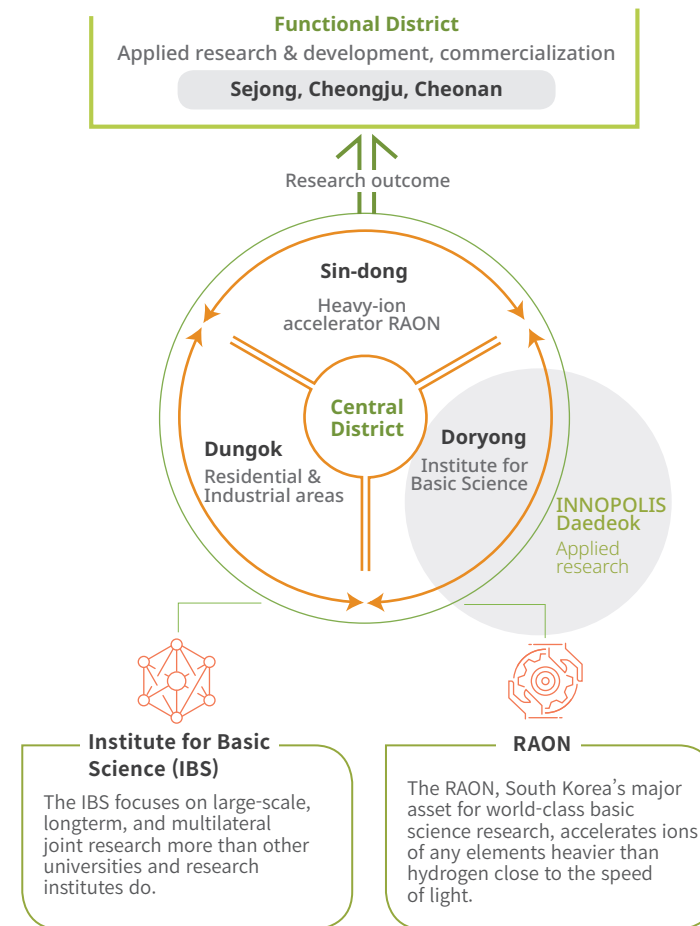 Functional District
Applied research & development, commercialization
Sejong, Cheongju, Cheonan
Research outcome
Sin-dong
Heavy-ion
accelerator RAON
Central
District
Dungok
Residential &
Industrial areas
Doryong
Institute for
Basic Science
INNOPOLIS
Daedeok
Applied
research
Institute for Basic
Science (IBS)
The IBS focuses on large-scale,
longterm, and multilateral
joint research more than other
universities and research
institutes do.
RAON
The RAON, South Korea’s major
asset for world-class basic
science research, accelerates ions
of any elements heavier than
hydrogen close to the speed
of light.